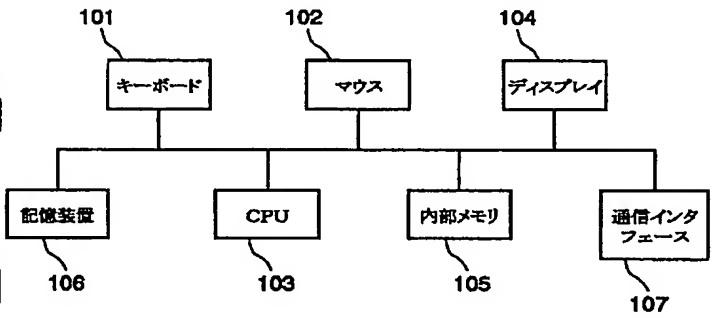 101
102
104
キーボード
マウス
ディスプレイ
記憶装置
CPU
内部メモリ
通信インタ
フェース
106
103
105
107